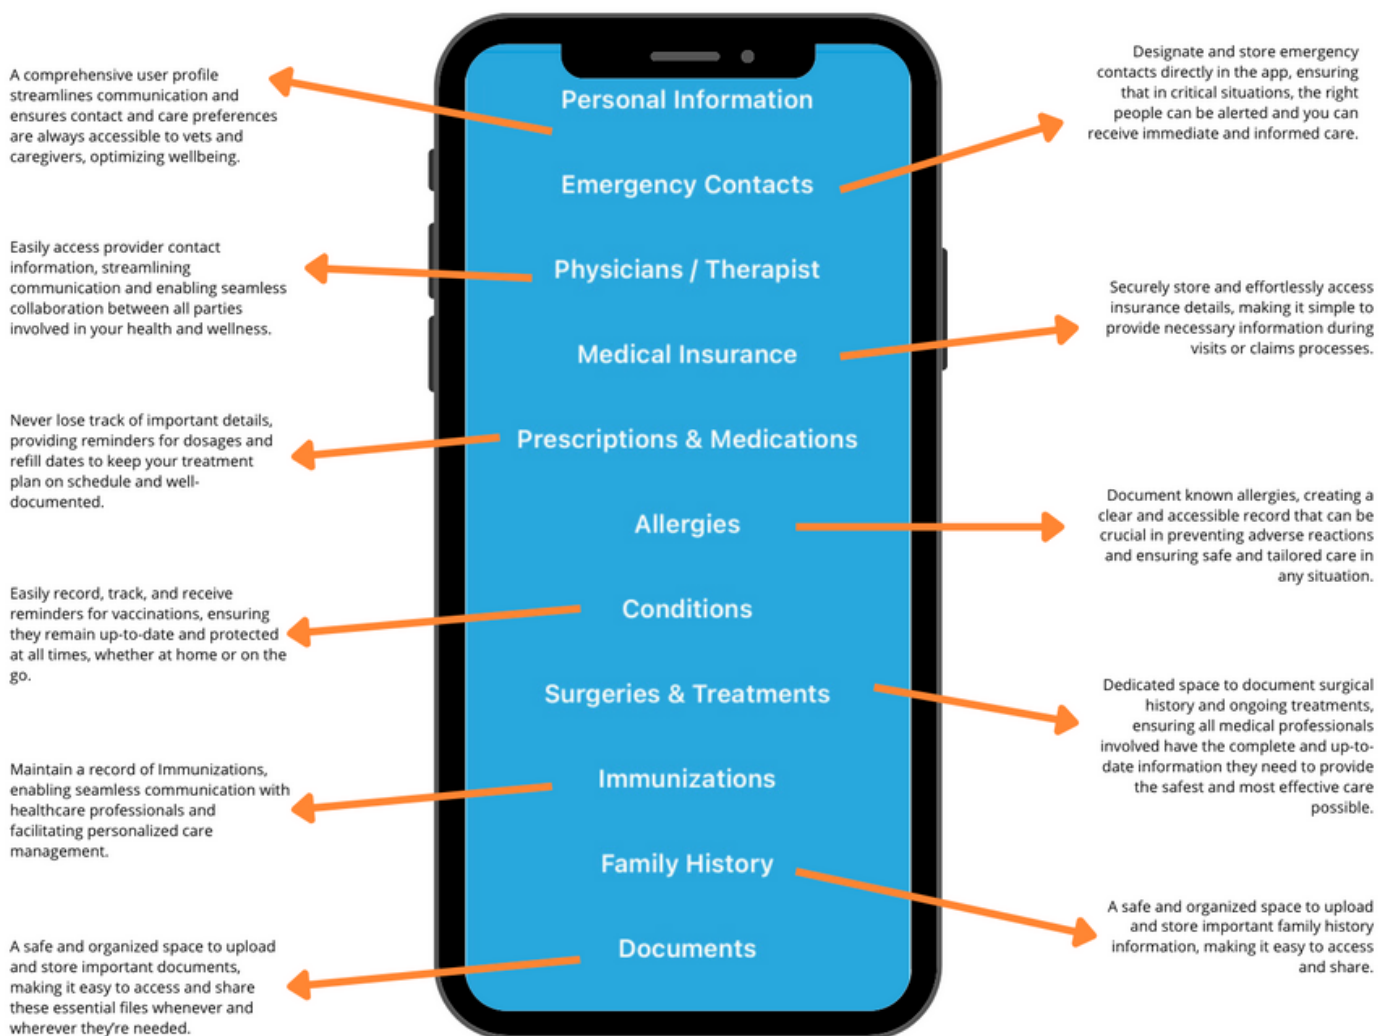 A comprehensive user profile
streamlines communication and
ensures contact and care preferences
are always accessible to vets and
caregivers, optimizing wellbeing.
Easily access provider contact
information, streamlining
communication and enabling seamless
collaboration between all parties
involved in your health and wellness.
Never lose track of important details,
providing reminders for dosages and
refill dates to keep your treatment
plan on schedule and well-
documented.
Easily record, track, and receive
reminders for vaccinations, ensuring
they remain up-to-date and protected
at all times, whether at home or on the
go.
Maintain a record of Immunizations,
enabling seamless communication with
healthcare professionals and
facilitating personalized care
management.
A safe and organized space to upload
and store important documents,
making it easy to access and share
these essential files whenever and
wherever they're needed.
Personal Information
Emergency Contacts
Physicians / Therapist
Medical Insurance
Prescriptions & Medications
Allergies
Conditions
Surgeries & Treatments
Immunizations
Family History
Documents
Designate and store emergency
contacts directly in the app, ensuring
that in critical situations, the right
people can be alerted and you can
receive immediate and informed care.
Securely store and effortlessly access
insurance details, making it simple to
provide necessary information during
visits or claims processes.
Document known allergies, creating a
clear and accessible record that can be
crucial in preventing adverse reactions
and ensuring safe and tailored care in
any situation.
Dedicated space to document surgical
history and ongoing treatments,
ensuring all medical professionals
involved have the complete and up-to-
date information they need to provide
the safest and most effective care
possible.
A safe and organized space to upload
and store important family history
information, making it easy to access
and share.